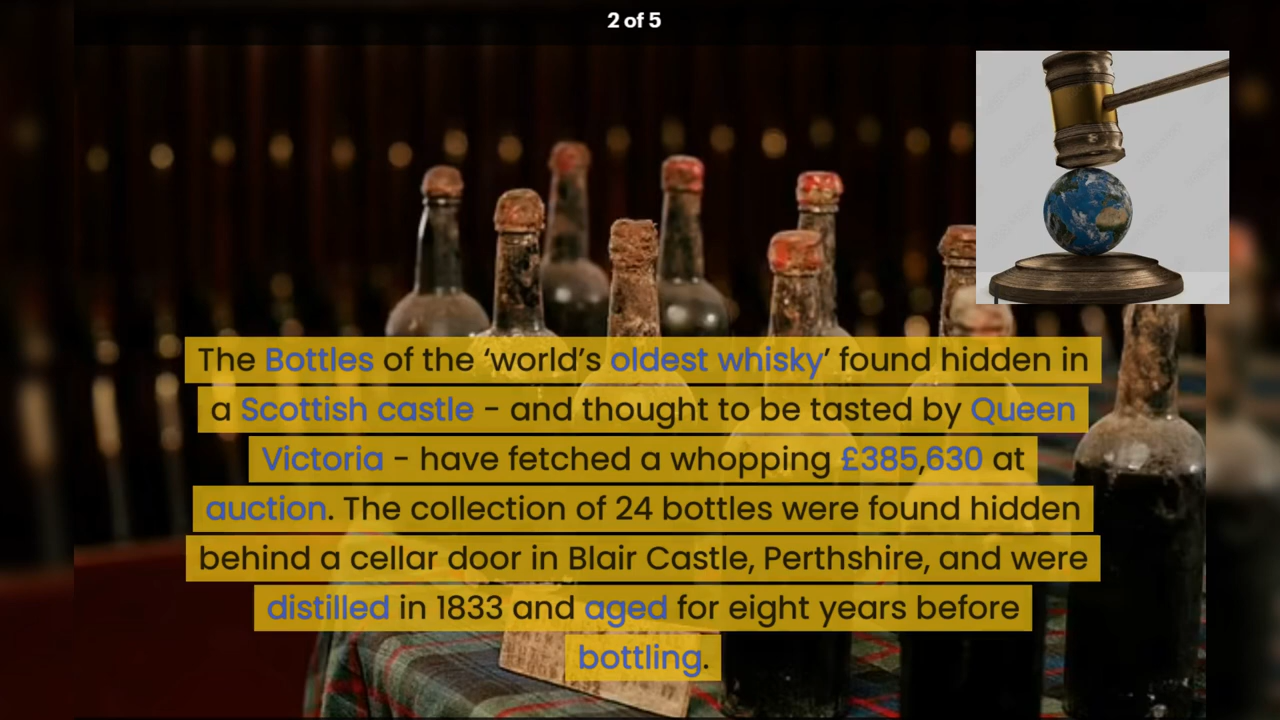 2 of 5
The Bottles of the ‘world’s oldest whisky’ found hidden in
a Scottish castle - and thought to be tasted by Queen
Victoria - have fetched a whopping £385,630 at
auction. The collection of 24 bottles were found hidden
behind a cellar door in Blair Castle, Perthshire, and were
distilled in 1833 and aged for eight years before
bottling.